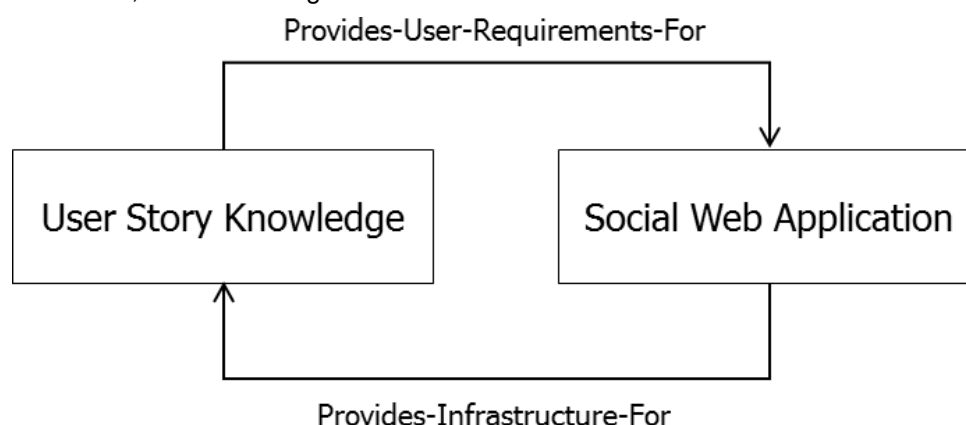 Provides-User-Requirements-For
User Story Knowledge
Social Web Application
Provides-Infrastructure-For